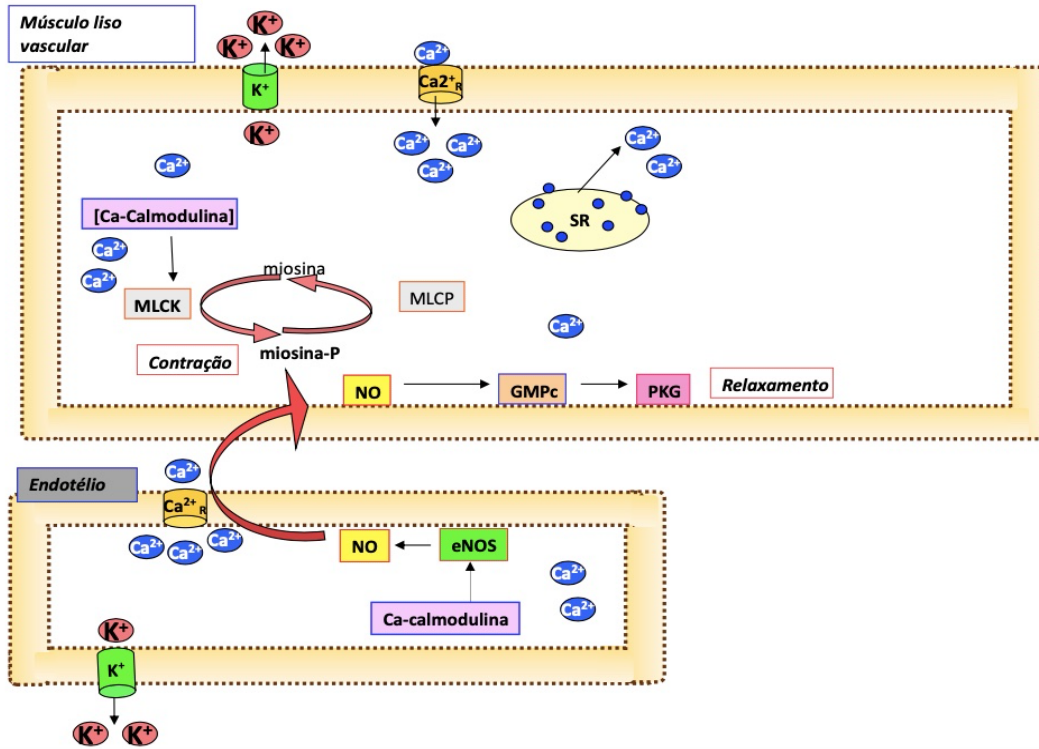 Músculo liso
vascular
K⁺
K⁺ K⁺
K⁺
K⁺
Ca²⁺
Ca2⁺R
Ca²⁺ Ca²⁺
Ca²⁺
Ca²⁺
Ca²⁺
Ca²⁺
SR
[Ca-Calmodulina]
Ca²⁺
Ca²⁺
miosina
MLCK
MLCP
Ca²⁺
miosina-P
Contração
NO
GMPc
PKG
Relaxamento
Endotélio
Ca²⁺
Ca²⁺R
Ca²⁺ Ca²⁺ Ca²⁺
NO
eNOS
Ca²⁺
Ca²⁺
Ca-calmodulina
K⁺
K⁺
K⁺ K⁺